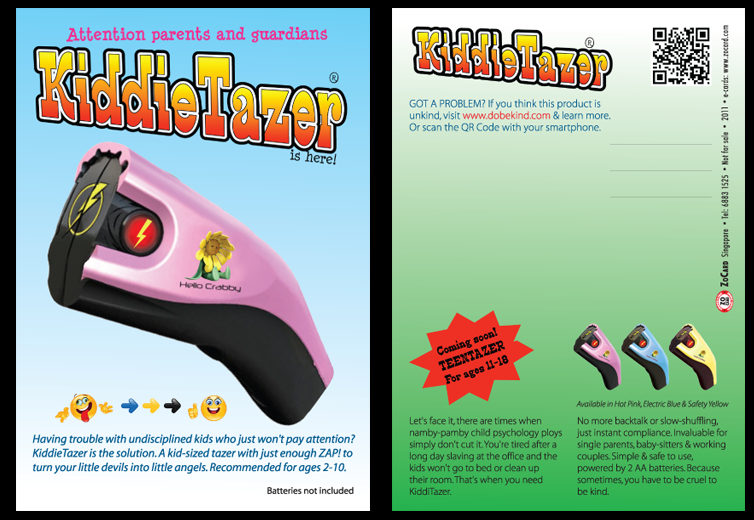 Attention parents and guardians
KiddieTazer®
is here!
Hello Crabby
Having trouble with undisciplined kids who just won't pay attention?
KiddieTazer is the solution. A kid-sized tazer with just enough ZAP! to
turn your little devils into little angels. Recommended for ages 2-10.
Batteries not included
KiddieTazer®
GOT A PROBLEM? If you think this product is
unkind, visit www.dobekind.com & learn more.
Or scan the QR Code with your smartphone.
ZoCARD Singapore • Tel: 6883 1525 • Not for sale • 2011 • e-cards: www.zocard.com
ZO
CARD
Coming soon!
TEENTAZER
For ages 11-18
Available in Hot Pink, Electric Blue & Safety Yellow
Let's face it, there are times when
namby-pamby child psychology ploys
simply don't cut it. You're tired after a
long day slaving at the office and the
kids won't go to bed or clean up
their room. That's when you need
KiddiTazer.
No more backtalk or slow-shuffling,
just instant compliance. Invaluable for
single parents, baby-sitters & working
couples. Simple & safe to use,
powered by 2 AA batteries. Because
sometimes, you have to be cruel to
be kind.